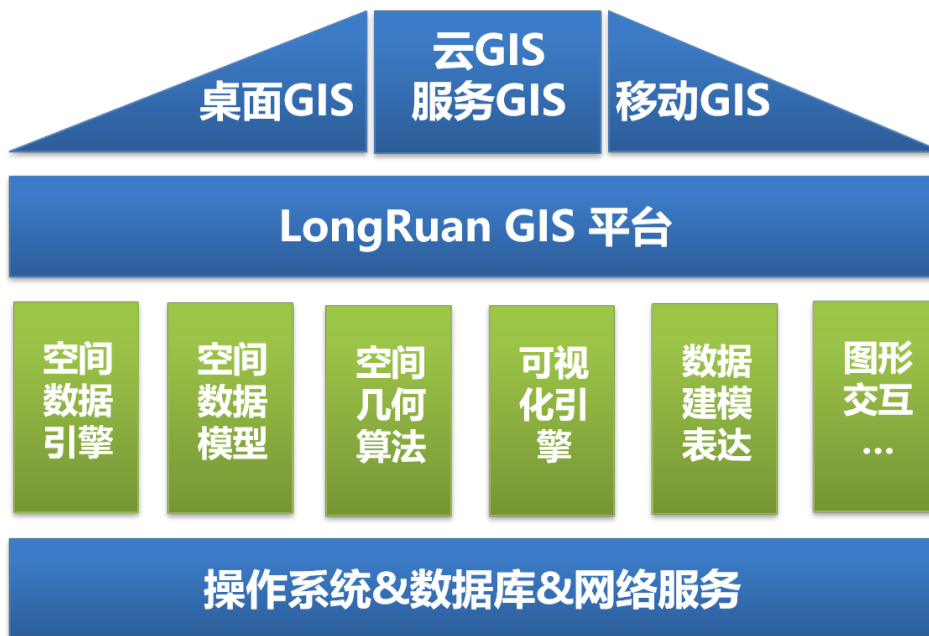 桌面GIS
云GIS
服务GIS
移动GIS
LongRuan GIS 平台
空间
数据
引擎
空间
数据
模型
空间
几何
算法
可视
化引
擎
数据
建模
表达
图形
交互
...
操作系统&数据库&网络服务